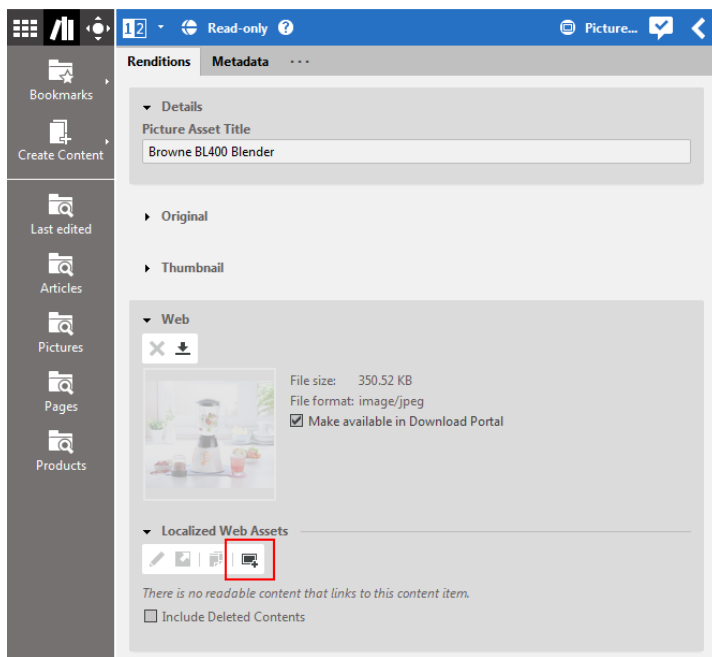 12 Read-only ? Picture...
Bookmarks
Create Content
Last edited
Articles
Pictures
Pages
Products
Renditions Metadata ...
Details
Picture Asset Title
Browne BL400 Blender
Original
Thumbnail
Web
File size: 350.52 KB
File format: image/jpeg
Make available in Download Portal
Localized Web Assets
There is no readable content that links to this content item.
Include Deleted Contents